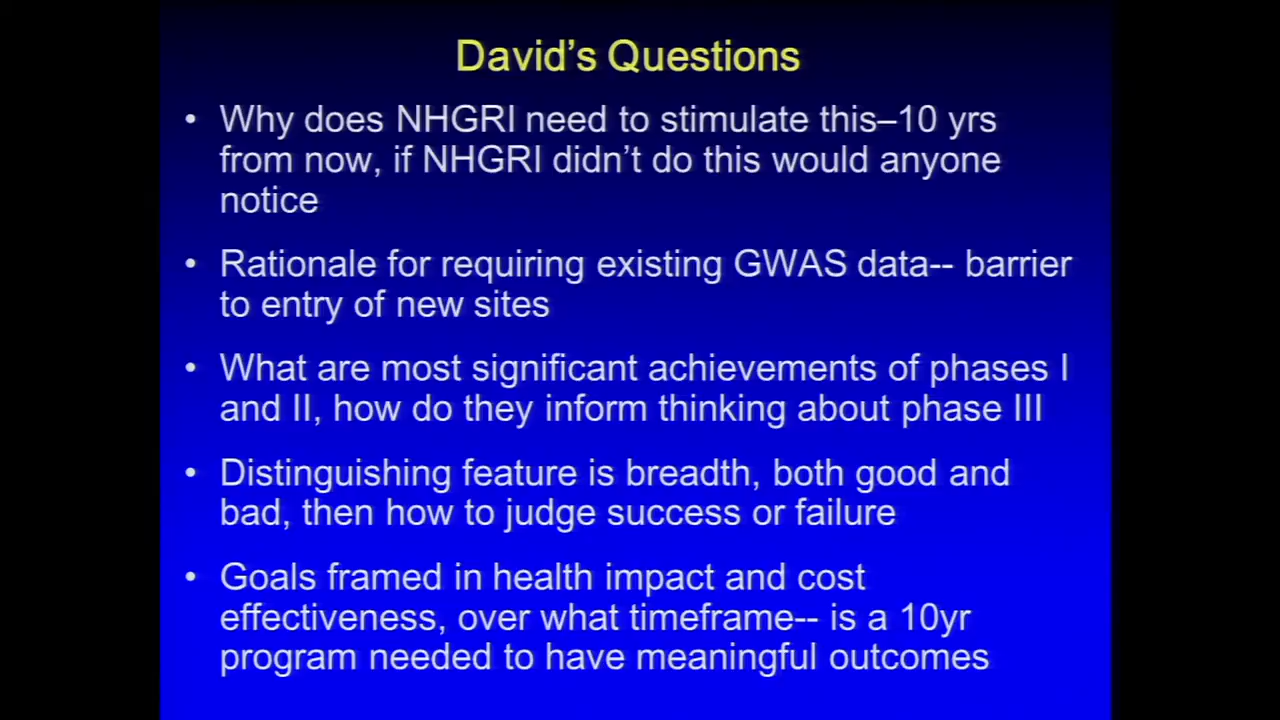 David’s Questions
• Why does NHGRI need to stimulate this–10 yrs
from now, if NHGRI didn’t do this would anyone
notice
• Rationale for requiring existing GWAS data-- barrier
to entry of new sites
• What are most significant achievements of phases I
and II, how do they inform thinking about phase III
• Distinguishing feature is breadth, both good and
bad, then how to judge success or failure
• Goals framed in health impact and cost
effectiveness, over what timeframe-- is a 10yr
program needed to have meaningful outcomes